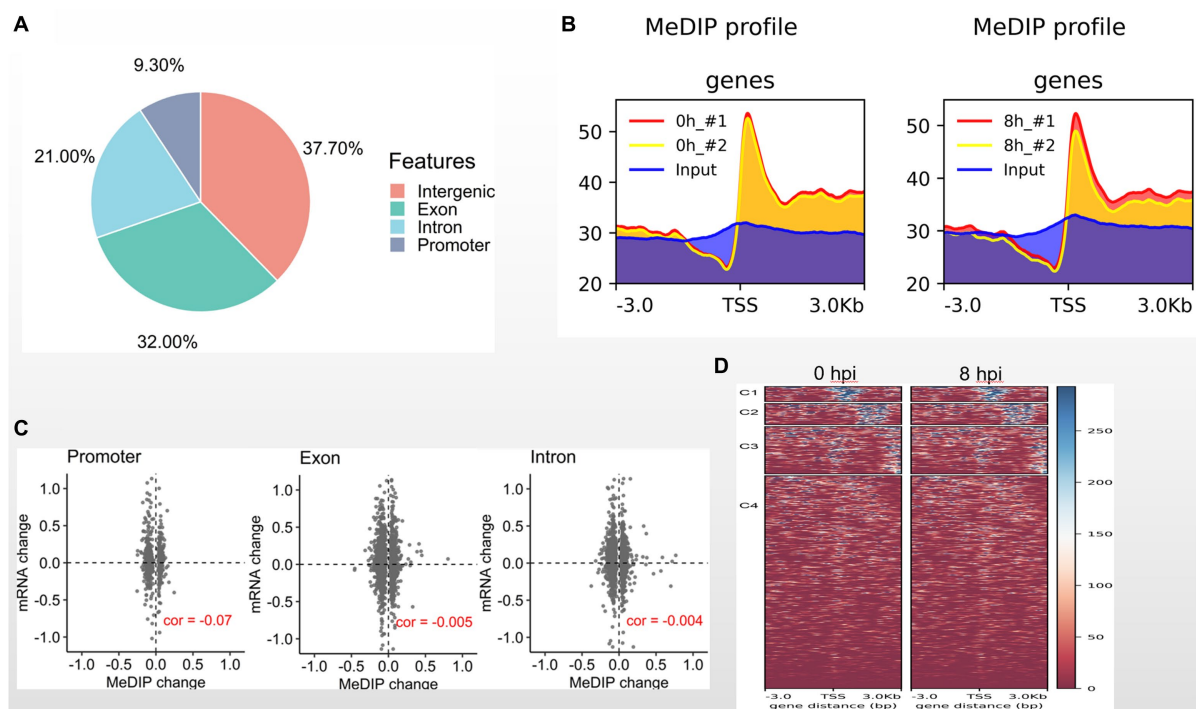 A
9.30%
21.00%
37.70%
32.00%
Features
Intergenic
Exon
Intron
Promoter
B
MeDIP profile
genes
0h_#1
0h_#2
Input
50
40
30
20
-3.0
TSS
3.0Kb
MeDIP profile
genes
8h_#1
8h_#2
Input
50
40
30
20
-3.0
TSS
3.0Kb
C
Promoter
mRNA change
1.0
0.5
0.0
-0.5
-1.0
cor = -0.07
-1.0 -0.5 0.0 0.5 1.0
MeDIP change
Exon
mRNA change
1.0
0.5
0.0
-0.5
-1.0
cor = -0.005
-1.0 -0.5 0.0 0.5 1.0
MeDIP change
Intron
mRNA change
1.0
0.5
0.0
-0.5
-1.0
cor = -0.004
-1.0 -0.5 0.0 0.5 1.0
MeDIP change
D
0 hpi
8 hpi
C1
C2
C3
C4
250
200
150
100
50
0
-3.0 TSS 3.0Kb
gene distance (bp)
-3.0 TSS 3.0Kb
gene distance (bp)